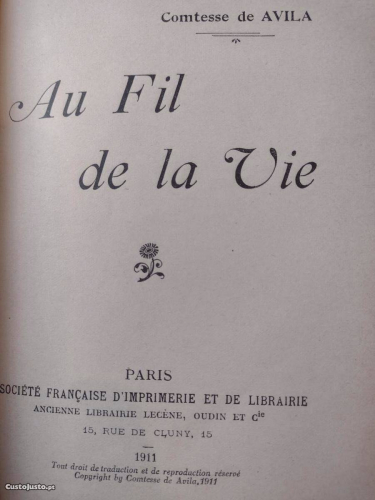 Comtesse de AVILA
Au Fil
de la Vie
PARIS
SOCIÉTÉ FRANÇAISE D'IMPRIMERIE ET DE LIBRAIRIE
ANCIENNE LIBRAIRIE LECÈNE, OUDIN ET Cie
15, RUE DE CLUNY, 15
1911
Tout droit de traduction et de reproduction réservé
Copyright by Comtesse de Avila, 1911
CustoJusto.pt